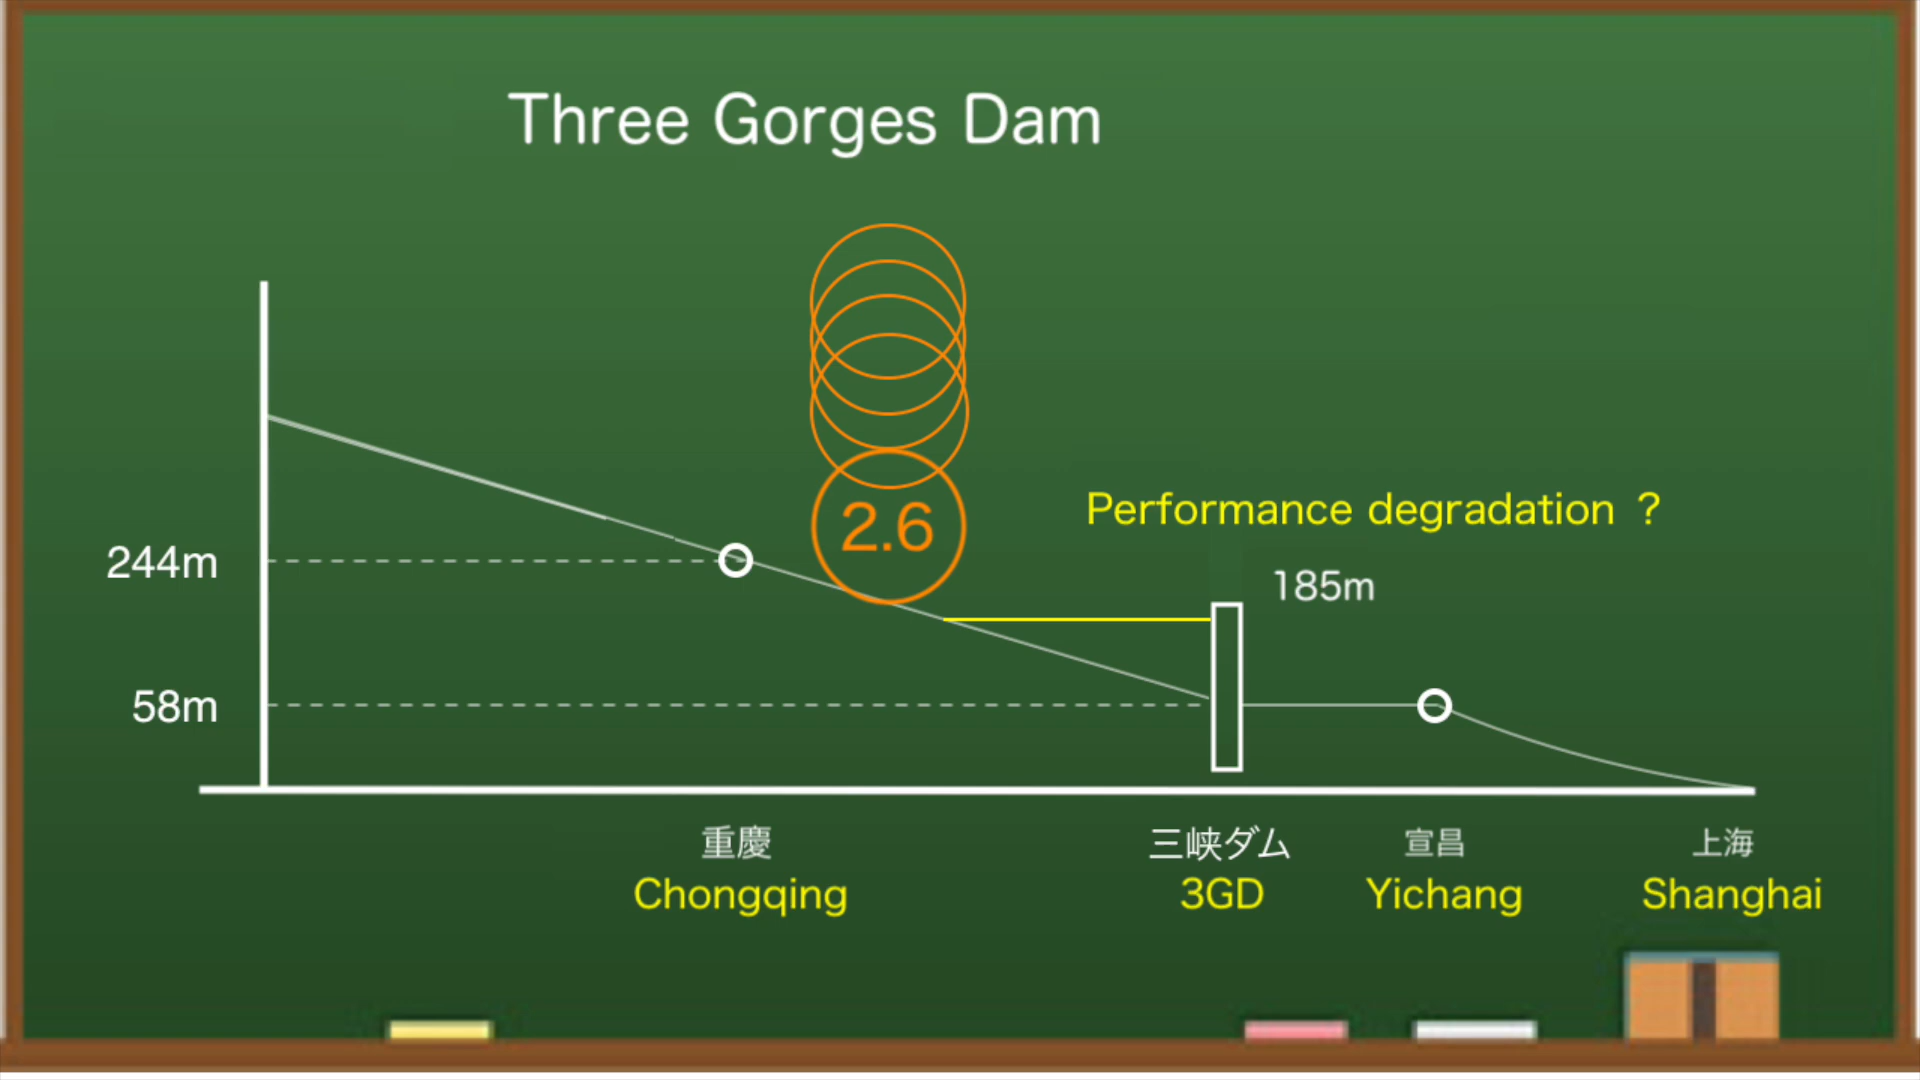 Three Gorges Dam
2.6
Performance degradation ?
185m
244m
58m
重慶
Chongqing
三峡ダム
3GD
宣昌
Yichang
上海
Shanghai